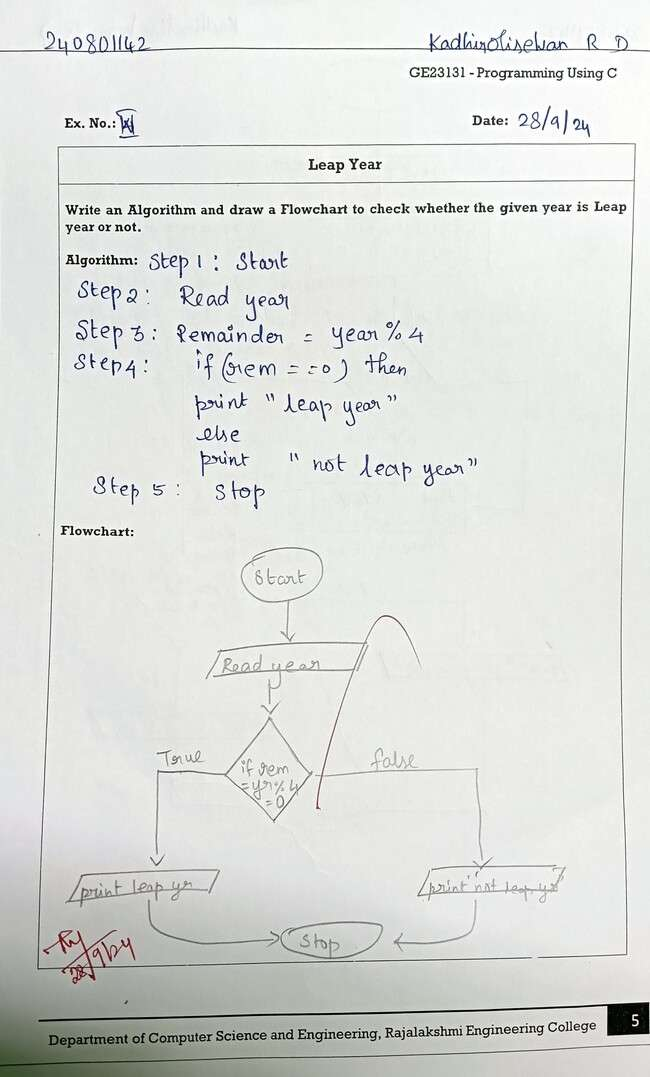 240801142 Kadhiroliselvan R D
GE23131 - Programming Using C
Ex. No.: Date: 28/9/24
Leap Year
Write an Algorithm and draw a Flowchart to check whether the given year is Leap
year or not.
Algorithm: Step 1 : Start
Step 2 : Read year
Step 3 : Remainder = year % 4
Step 4 : if (rem = = 0) then
print "leap year"
else
print "not leap year"
Step 5 : Stop
Flowchart:
Start
Read year
True
if rem
= yr % 4
= 0
false
print leap yr
print "not leap yr"
Stop
28/9/24
Department of Computer Science and Engineering, Rajalakshmi Engineering College 5